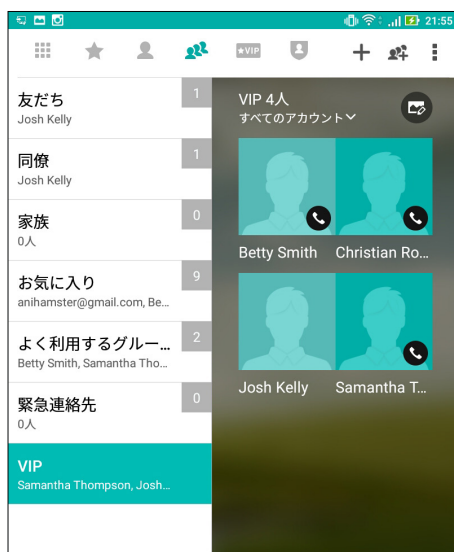 21:55
★VIP
友だち
1
Josh Kelly
同僚
1
Josh Kelly
家族
0
0人
お気に入り
9
anihamster@gmail.com, Be...
よく利用するグルー...
2
Betty Smith, Samantha Tho...
緊急連絡先
0
0人
VIP
Samantha Thompson, Josh...
VIP 4人
すべてのアカウント
Betty Smith
Christian Ro...
Josh Kelly
Samantha T...